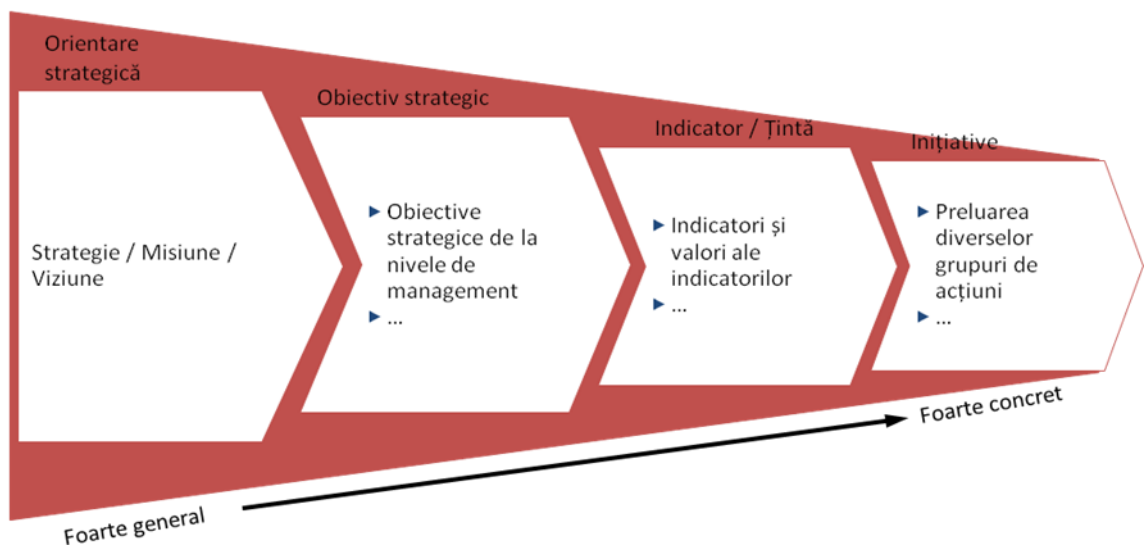 Orientare
strategică
Strategie / Misiune /
Viziune
Obiectiv strategic
► Obiective
strategice de la
nivele de
management
► ...
Indicator / Țintă
► Indicatori și
valori ale
indicatorilor
► ...
Inițiative
► Preluarea
diverselor
grupuri de
acțiuni
► ...
Foarte general
Foarte concret